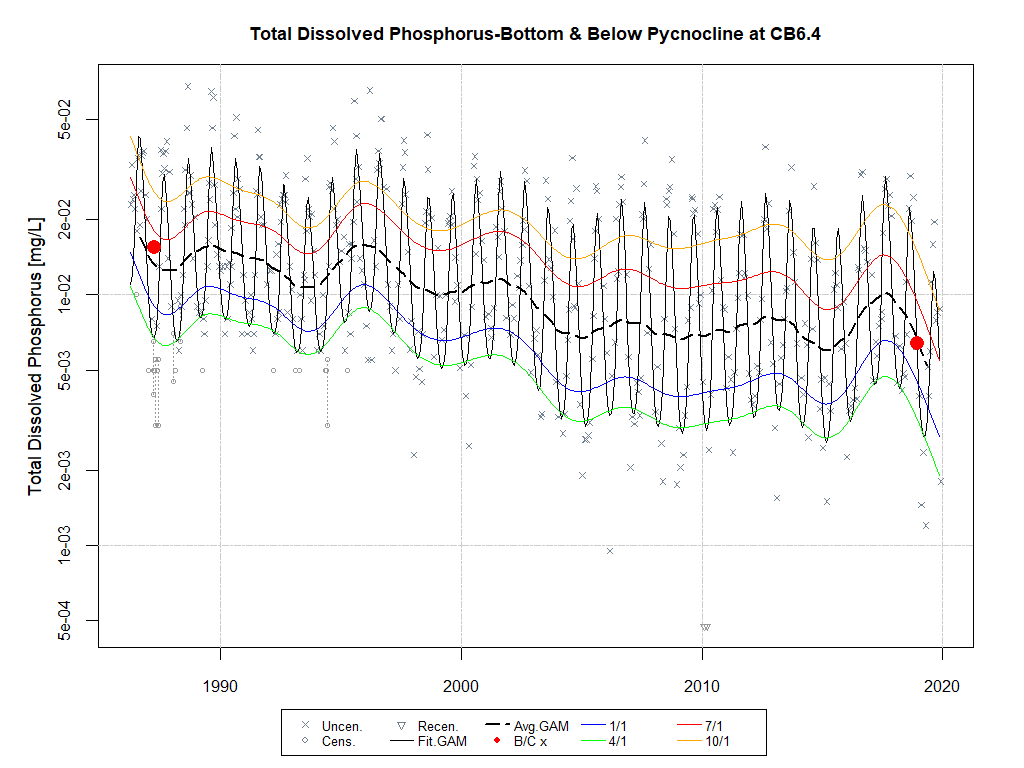 Total Dissolved Phosphorus-Bottom & Below Pycnocline at CB6.4
Total Dissolved Phosphorus [mg/L]
5e-02
2e-02
1e-02
5e-03
2e-03
1e-03
5e-04
1990 2000 2010 2020
Uncen. Recen. Avg.GAM 1/1 7/1
Cens. Fit.GAM B/C x 4/1 10/1